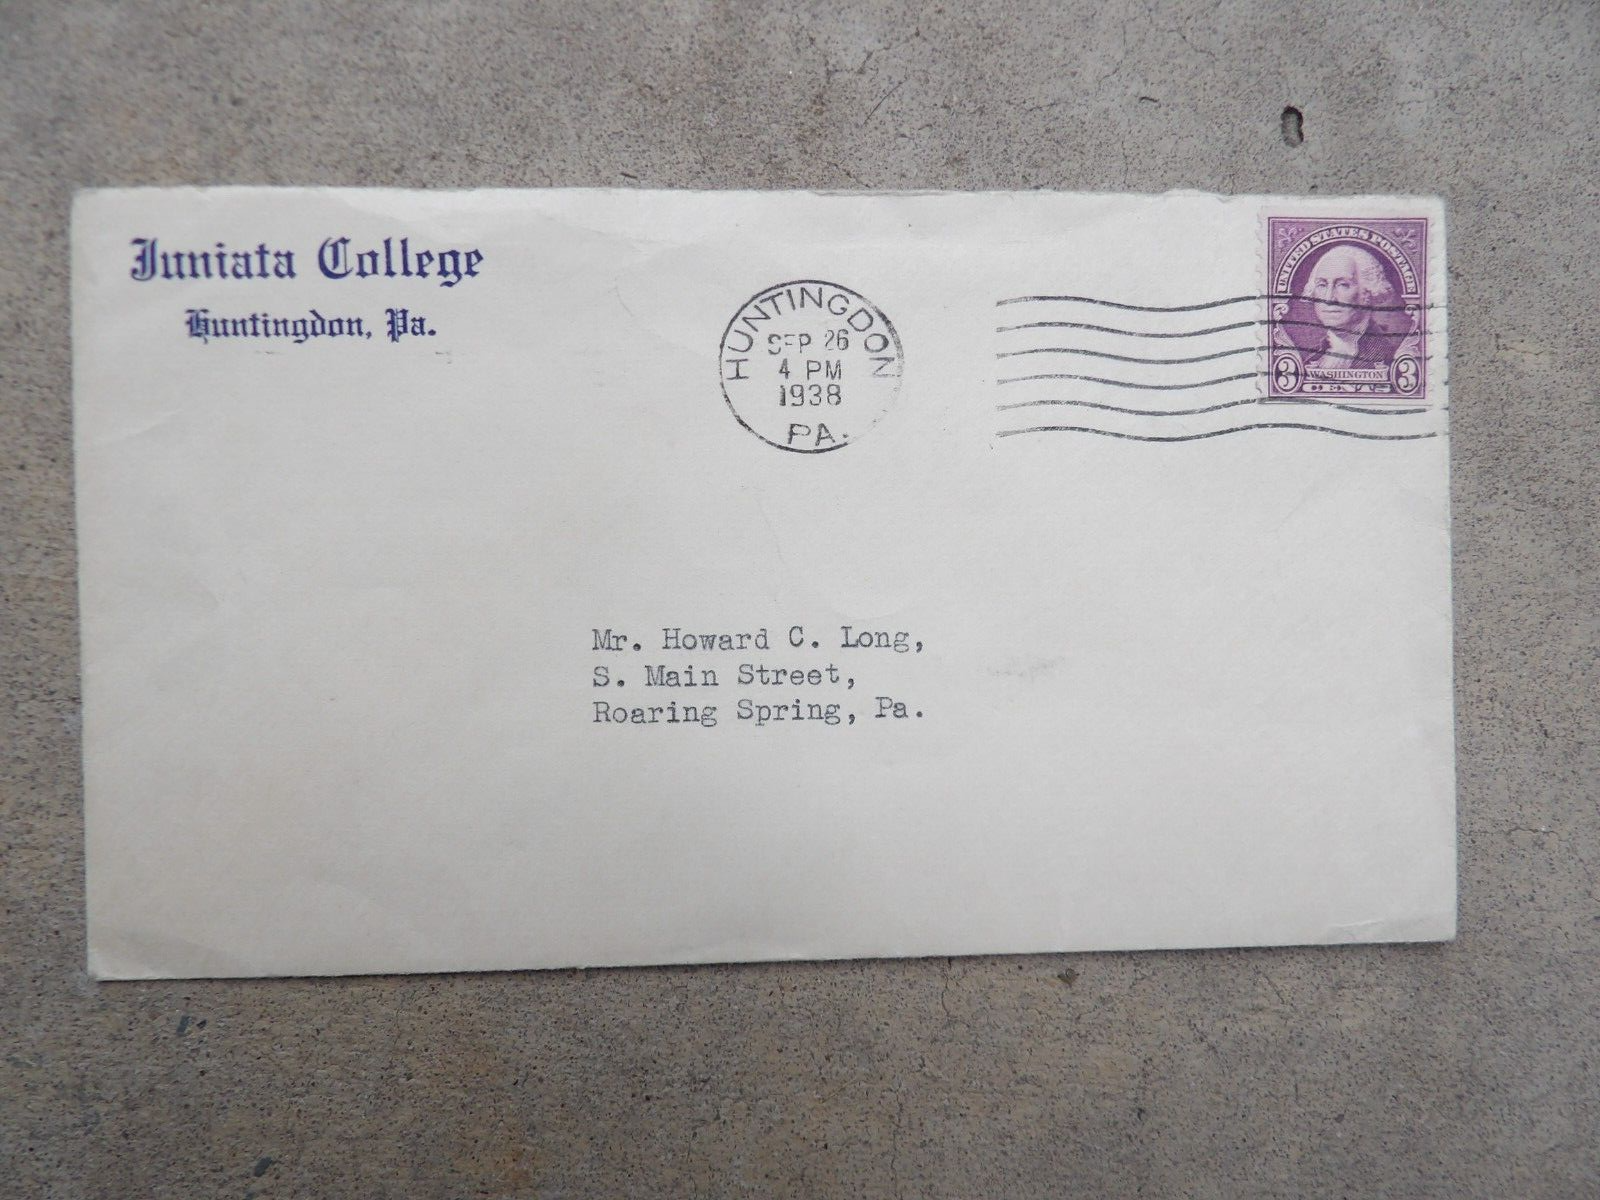 Juniata College
Huntingdon, Pa.
HUNTINGDON
SEP 26
4 PM
1938
PA.
UNITED STATES POSTAGE
3 WASHINGTON 3
CENTS
Mr. Howard C. Long,
S. Main Street,
Roaring Spring, Pa.